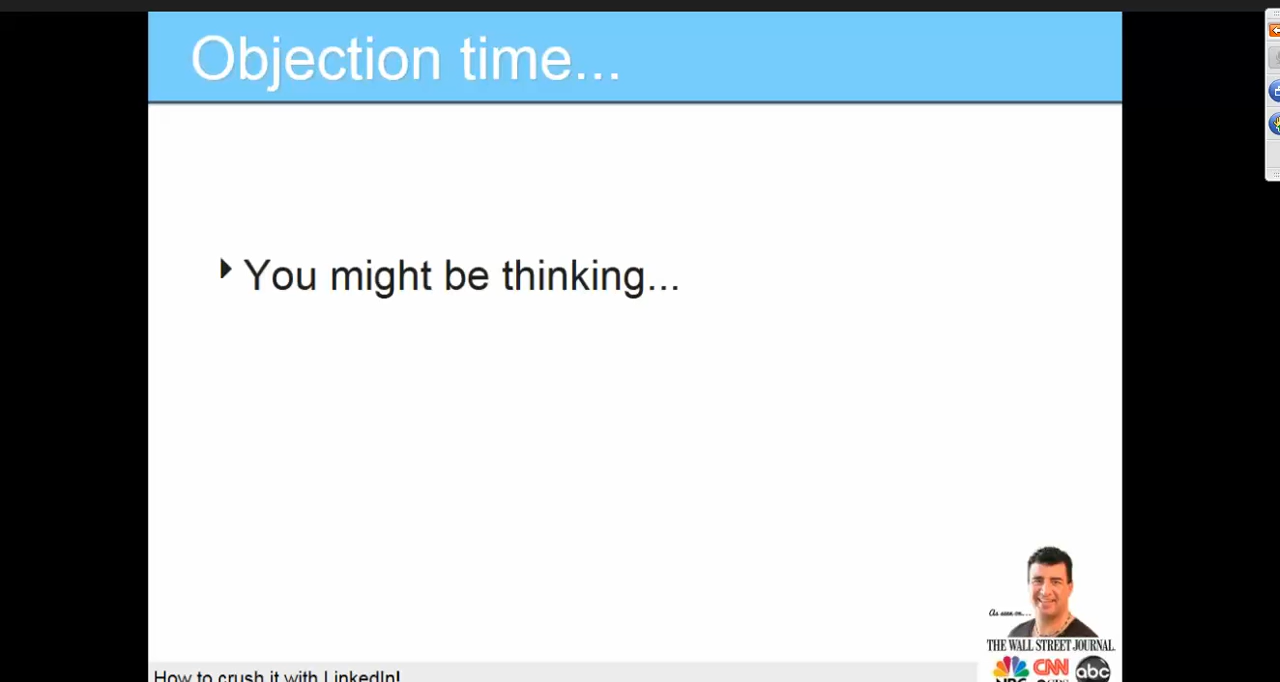 Objection time...
You might be thinking...
As seen on...
THE WALL STREET JOURNAL.
CNN
abc
How to crush it with LinkedIn!